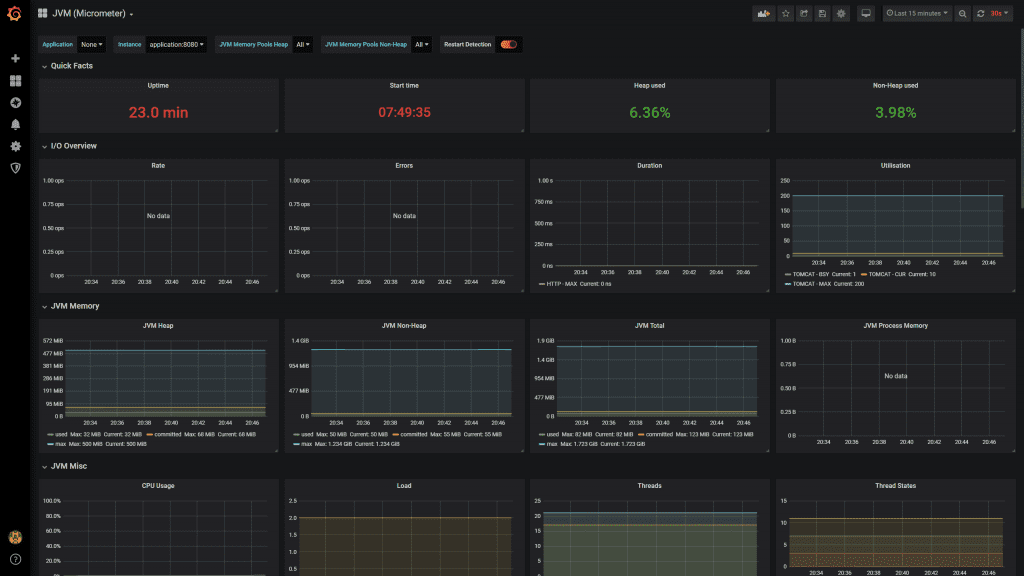 JVM (Micrometer)
Last 15 minutes
30s
Application None
Instance application:8080
JVM Memory Pools Heap All
JVM Memory Pools Non-Heap All
Restart Detection
Quick Facts
Uptime
23.0 min
Start time
07:49:35
Heap used
6.36%
Non-Heap used
3.98%
I/O Overview
Rate
1.00 ops
0.75 ops
0.50 ops
0.25 ops
0 ops
No data
20:34 20:36 20:38 20:40 20:42 20:44 20:46
Errors
1.00 ops
0.75 ops
0.50 ops
0.25 ops
0 ops
No data
20:34 20:36 20:38 20:40 20:42 20:44 20:46
Duration
1.00 s
750 ms
500 ms
250 ms
0 ns
20:34 20:36 20:38 20:40 20:42 20:44 20:46
HTTP - MAX Current: 0 ns
Utilisation
250
200
150
100
50
0
20:34 20:36 20:38 20:40 20:42 20:44 20:46
TOMCAT - BSY Current: 1 TOMCAT - CUR Current: 10
TOMCAT - MAX Current: 200
JVM Memory
JVM Heap
572 MiB
477 MiB
381 MiB
286 MiB
191 MiB
95 MiB
0 B
20:34 20:36 20:38 20:40 20:42 20:44 20:46
used Max: 32 MiB Current: 32 MiB committed Max: 68 MiB Current: 68 MiB
max Max: 500 MiB Current: 500 MiB
JVM Non-Heap
1.4 GiB
954 MiB
477 MiB
0 B
20:34 20:36 20:38 20:40 20:42 20:44 20:46
used Max: 50 MiB Current: 50 MiB committed Max: 55 MiB Current: 55 MiB
max Max: 1.234 GiB Current: 1.234 GiB
JVM Total
1.9 GiB
1.4 GiB
954 MiB
477 MiB
0 B
20:34 20:36 20:38 20:40 20:42 20:44 20:46
used Max: 82 MiB Current: 82 MiB committed Max: 123 MiB Current: 123 MiB
max Max: 1.723 GiB Current: 1.723 GiB
JVM Process Memory
1.00 B
0.75 B
0.50 B
0.25 B
0 B
No data
20:34 20:36 20:38 20:40 20:42 20:44 20:46
JVM Misc
CPU Usage
100.0%
80.0%
60.0%
40.0%
20.0%
Load
2.5
2.0
1.5
1.0
0.5
Threads
25
20
15
10
5
Thread States
15
10
5
0
20:34 20:36 20:38 20:40 20:42 20:44 20:46